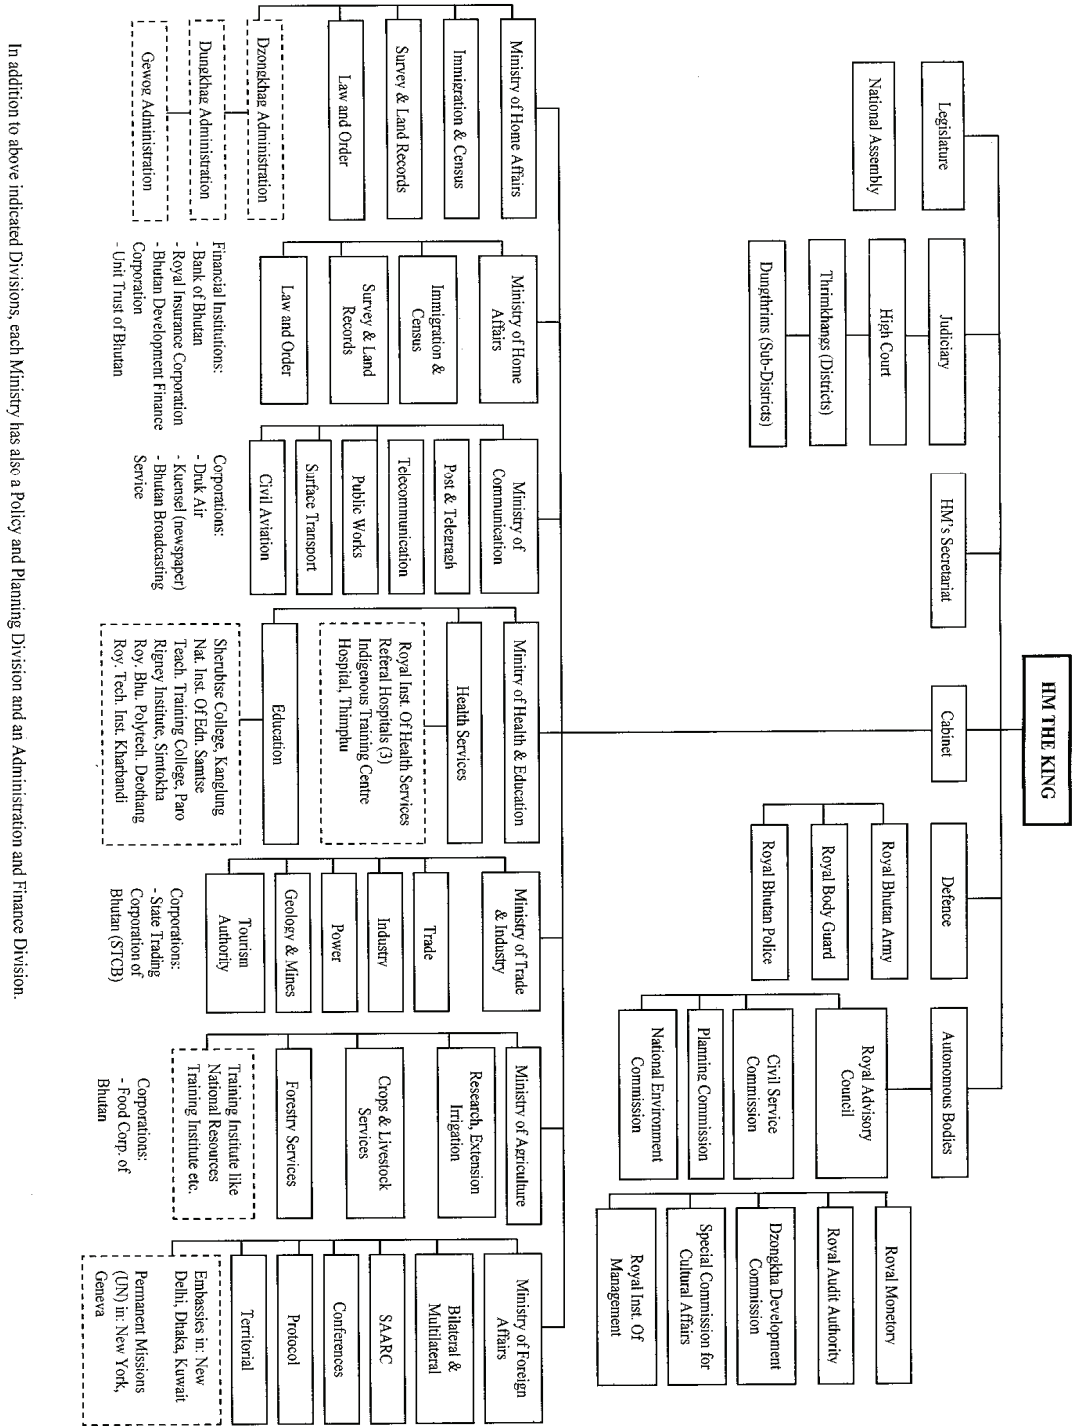 HM THE KING
Legislature
National Assembly
Judiciary
High Court
Thrimkhangs (Districts)
Dungthrims (Sub-Districts)
HM's Secretariat
Cabinet
Defence
Royal Bhutan Army
Royal Body Guard
Royal Bhutan Police
Autonomous Bodies
Royal Advisory
Council
Civil Service
Commission
Planning Commission
National Environment
Commission
Royal Monetory
Royal Audit Authority
Dzongkha Development
Commission
Special Commission for
Cultural Affairs
Royal Inst. Of
Management
Ministry of Home Affairs
Immigration & Census
Survey & Land Records
Law and Order
Dzongkhag Administration
Dungkhag Administration
Gewog Administration
Ministry of Home
Affairs
Immigration &
Census
Survey & Land
Records
Law and Order
Financial Institutions:
- Bank of Bhutan
- Royal Insurance Corporation
- Bhutan Development Finance
Corporation
- Unit Trust of Bhutan
Ministry of
Communication
Post & Telegragh
Telecommunication
Public Works
Surface Transport
Civil Aviation
Corporations:
- Druk Air
- Kuensel (newspaper)
- Bhutan Broadcasting
Service
Minitry of Health & Education
Health Services
Royal Inst. Of Health Services
Referal Hospitals (3)
Indigenous Training Centre
Hospital, Thimphu
Education
Sherubtse College, Kanglung
Nat. Inst. Of Edn. Samtse
Teach. Training College, Paro
Rigney Institute, Simtokha
Roy. Bhu. Polytech. Deothang
Roy. Tech. Inst. Kharbandi
Ministry of Trade
& Industry
Trade
Industry
Power
Geology & Mines
Tourism
Authority
Corporations:
- State Trading
Corporation of
Bhutan (STCB)
Ministry of Agriculture
Research, Extension
Irrigation
Crops & Livestock
Services
Forestry Services
Training Institute like
National Resources
Training Institute etc.
Corporations:
- Food Corp. of
Bhutan
Ministry of Foreign
Affairs
Bilateral &
Multilateral
SAARC
Conferences
Protocol
Territorial
Embassies in: New
Delhi, Dhaka, Kuwait
Permanent Missions
(UN) in: New York,
Geneva
In addition to above indicated Divisions, each Ministry has also a Policy and Planning Division and an Administration and Finance Division.